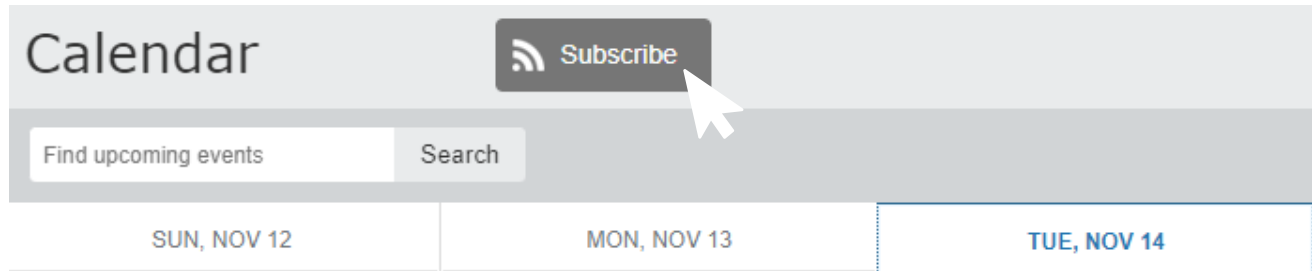 Calendar
Subscribe
Find upcoming events
Search
SUN, NOV 12
MON, NOV 13
TUE, NOV 14